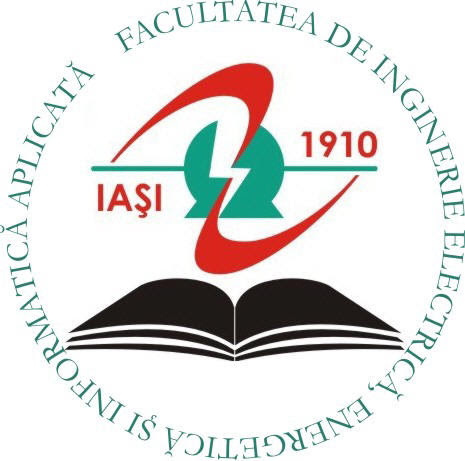 FACULTATEA DE INGINERIE ELECTRICĂ, ENERGETICĂ ŞI INFORMATICĂ APLICATĂ
1910
IAŞI